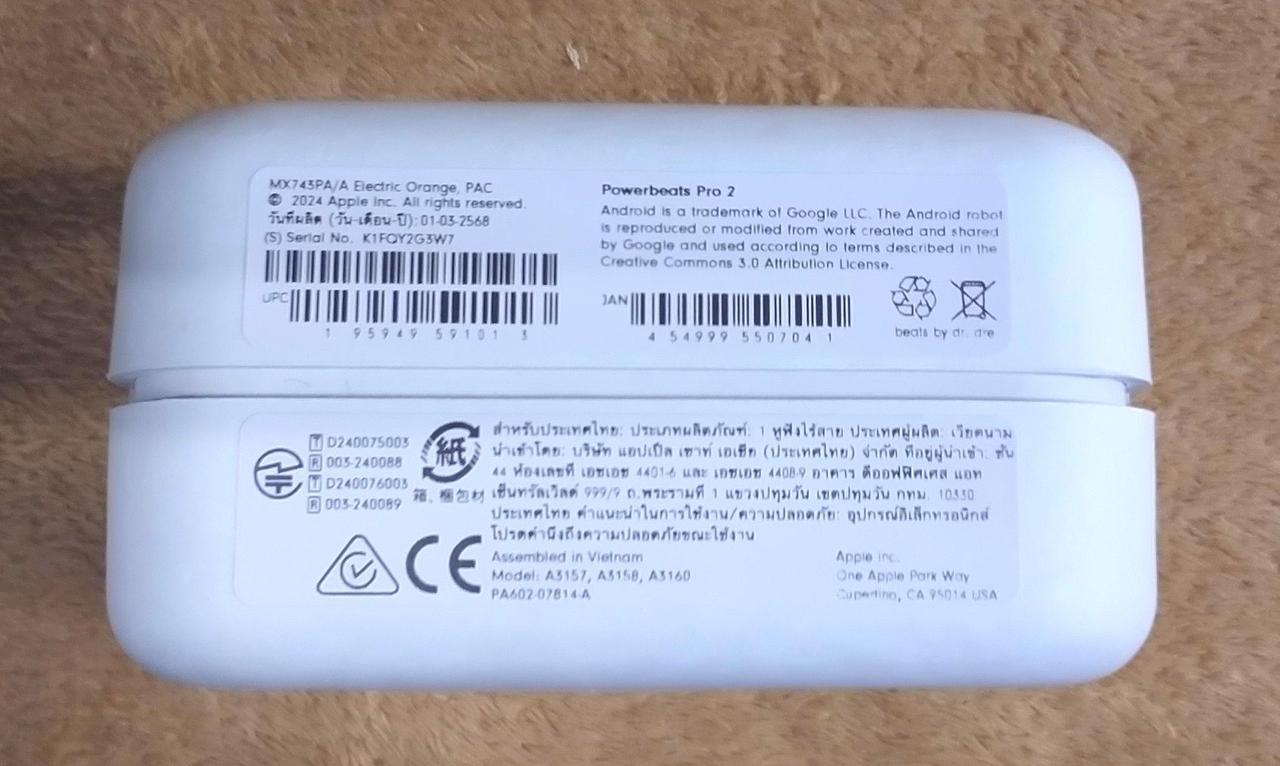 MX743PA/A Electric Orange, PAC
© 2024 Apple Inc. All rights reserved.
วันที่ผลิต (วัน-เดือน-ปี): 01-03-2568
(S) Serial No. K1FQY2G3W7
UPC
1 95949 59101 3
Powerbeats Pro 2
Android is a trademark of Google LLC. The Android robot
is reproduced or modified from work created and shared
by Google and used according to terms described in the
Creative Commons 3.0 Attribution License.
JAN
4 54999 550704 1
beats by dr. dre
T D240075003
R 003-240088
T D240076003
R 003-240089
紙
箱、梱包材
สำหรับประเทศไทย: ประเภทผลิตภัณฑ์: 1 หูฟังไร้สาย ประเทศผู้ผลิต: เวียดนาม
นำเข้าโดย: บริษัท แอปเปิล เซาท์ เอเชีย (ประเทศไทย) จำกัด ที่อยู่ผู้นำเข้า: ชั้น
44 ห้องเลขที่ เอชเอช 4401-6 และ เอชเอช 4408-9 อาคาร ดิออฟฟิศเศส แอท
เซ็นทรัลเวิลด์ 999/9 ถ.พระรามที่ 1 แขวงปทุมวัน เขตปทุมวัน กทม. 10330
ประเทศไทย คำแนะนำในการใช้งาน/ความปลอดภัย: อุปกรณ์อิเล็กทรอนิกส์
โปรดคำนึงถึงความปลอดภัยขณะใช้งาน
CE
Assembled in Vietnam
Model: A3157, A3158, A3160
PA602-07814-A
Apple Inc.
One Apple Park Way
Cupertino, CA 95014 USA